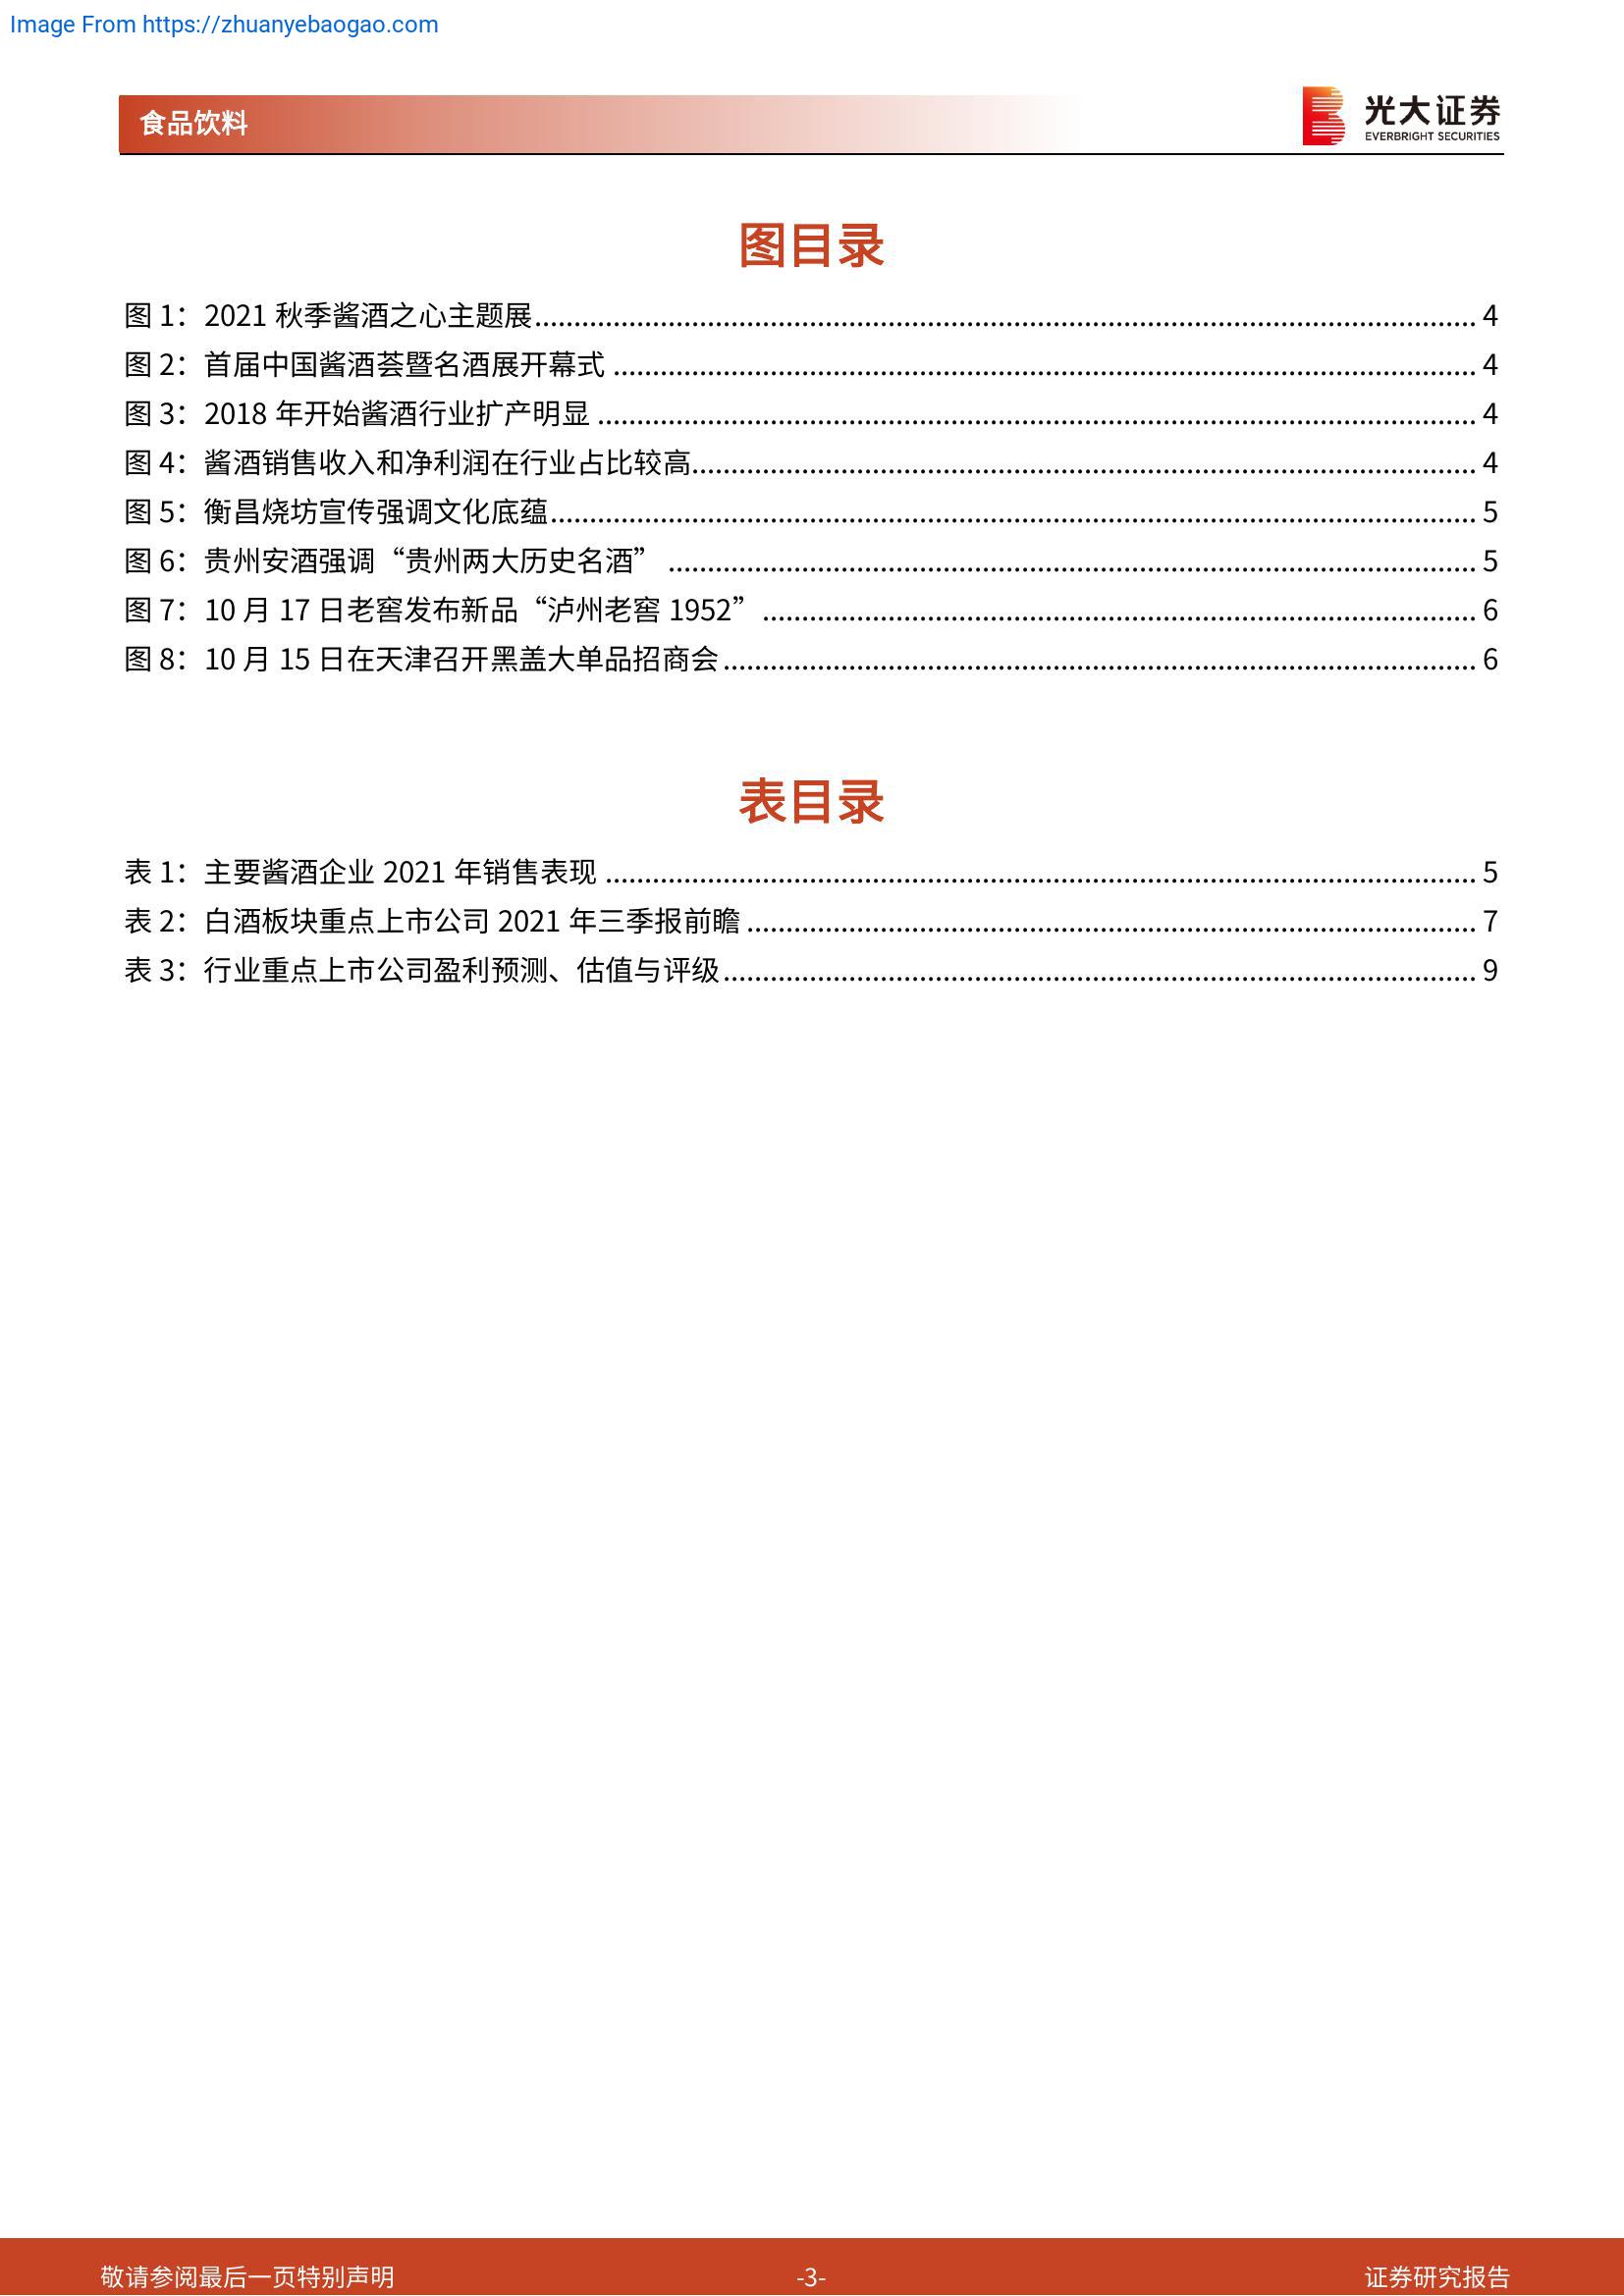 Image From https://zhuanyebaogao.com
食品饮料
光大证券
EVERBRIGHT SECURITIES
图目录
图 1：2021 秋季酱酒之心主题展 4
图 2：首届中国酱酒荟暨名酒展开幕式 4
图 3：2018 年开始酱酒行业扩产明显 4
图 4：酱酒销售收入和净利润在行业占比较高 4
图 5：衡昌烧坊宣传强调文化底蕴 5
图 6：贵州安酒强调“贵州两大历史名酒” 5
图 7：10 月 17 日老窖发布新品“泸州老窖 1952” 6
图 8：10 月 15 日在天津召开黑盖大单品招商会 6
表目录
表 1：主要酱酒企业 2021 年销售表现 5
表 2：白酒板块重点上市公司 2021 年三季报前瞻 7
表 3：行业重点上市公司盈利预测、估值与评级 9
敬请参阅最后一页特别声明 -3- 证券研究报告